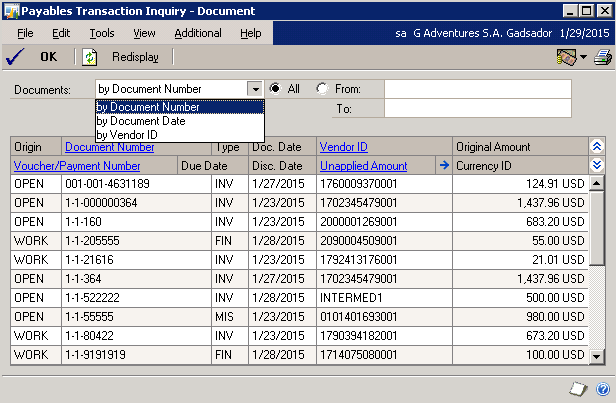 Payables Transaction Inquiry - Document
File Edit Tools View Additional Help sa G Adventures S.A. Gadsador 1/29/2015
OK Redisplay
Documents: by Document Number All From:
To:
by Document Number
by Document Date
by Vendor ID
Origin Document Number Type Doc. Date Vendor ID Original Amount
Voucher/Payment Number Due Date Disc. Date Unapplied Amount Currency ID
OPEN 001-001-4631189 INV 1/27/2015 1760009370001 124.91 USD
OPEN 1-1-000000364 INV 1/23/2015 1702345479001 1,437.96 USD
OPEN 1-1-160 INV 1/23/2015 2000001269001 683.20 USD
WORK 1-1-205555 FIN 1/28/2015 2090004509001 55.00 USD
WORK 1-1-21616 INV 1/23/2015 1792413176001 21.01 USD
OPEN 1-1-364 INV 1/27/2015 1702345479001 1,437.96 USD
OPEN 1-1-522222 INV 1/28/2015 INTERMED1 500.00 USD
OPEN 1-1-55555 MIS 1/23/2015 0101401693001 980.00 USD
WORK 1-1-80422 INV 1/23/2015 1790394182001 673.20 USD
WORK 1-1-9191919 FIN 1/28/2015 1714075080001 100.00 USD